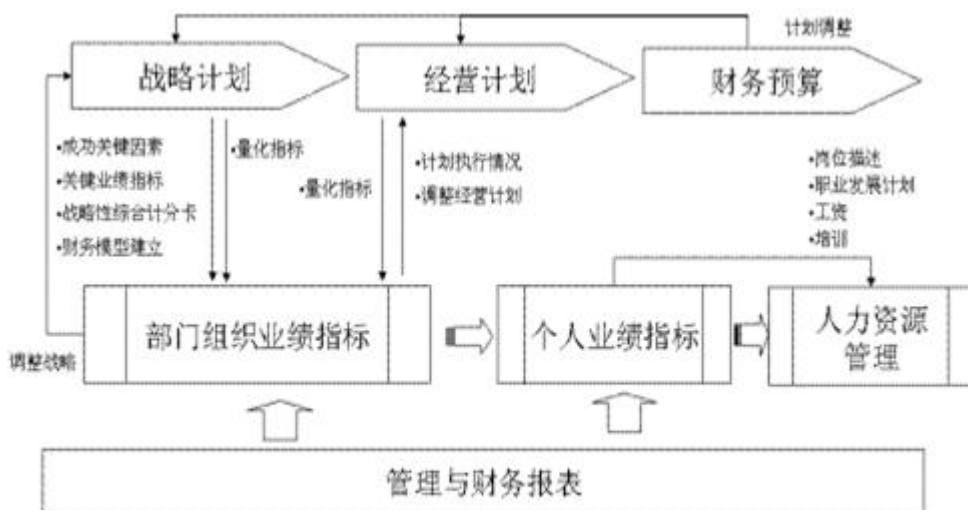 计划调整
战略计划
经营计划
财务预算
•成功关键因素
•关键业绩指标
•战略性综合计分卡
•财务模型建立
•量化指标
•量化指标
•计划执行情况
•调整经营计划
•岗位描述
•职业发展计划
•工资
•培训
部门组织业绩指标
个人业绩指标
人力资源
管理
调整战略
管理与财务报表